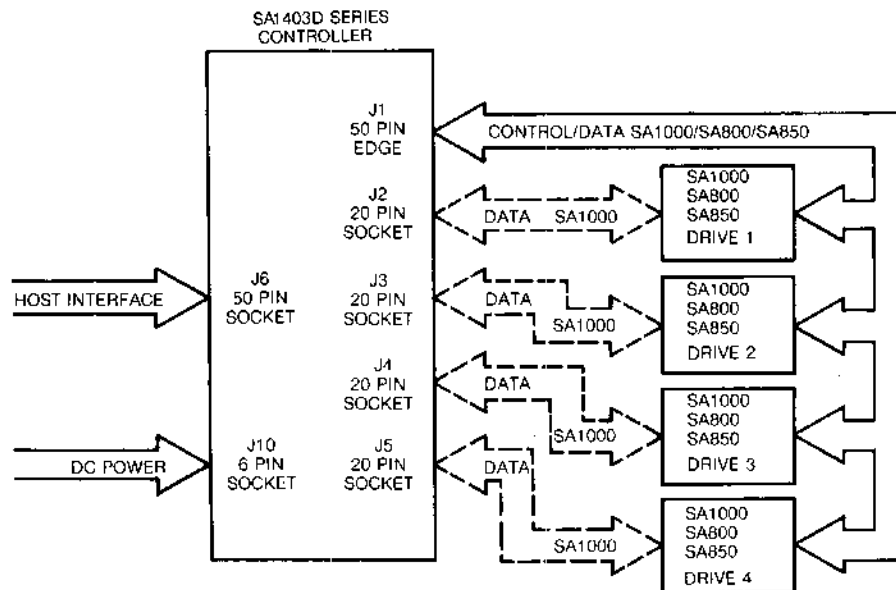 SA1403D SERIES
CONTROLLER
J1
50 PIN
EDGE
CONTROL/DATA SA1000/SA800/SA850
J2
20 PIN
SOCKET
DATA SA1000
SA1000
SA800
SA850
DRIVE 1
J6
50 PIN
SOCKET
HOST INTERFACE
J3
20 PIN
SOCKET
DATA
SA1000
SA1000
SA800
SA850
DRIVE 2
J4
20 PIN
SOCKET
DATA
SA1000
SA1000
SA800
SA850
DRIVE 3
J10
6 PIN
SOCKET
DC POWER
J5
20 PIN
SOCKET
DATA
SA1000
SA1000
SA800
SA850
DRIVE 4